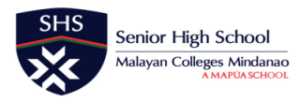 SHS
Senior High School
Malayan Colleges Mindanao
A MAPÚA SCHOOL